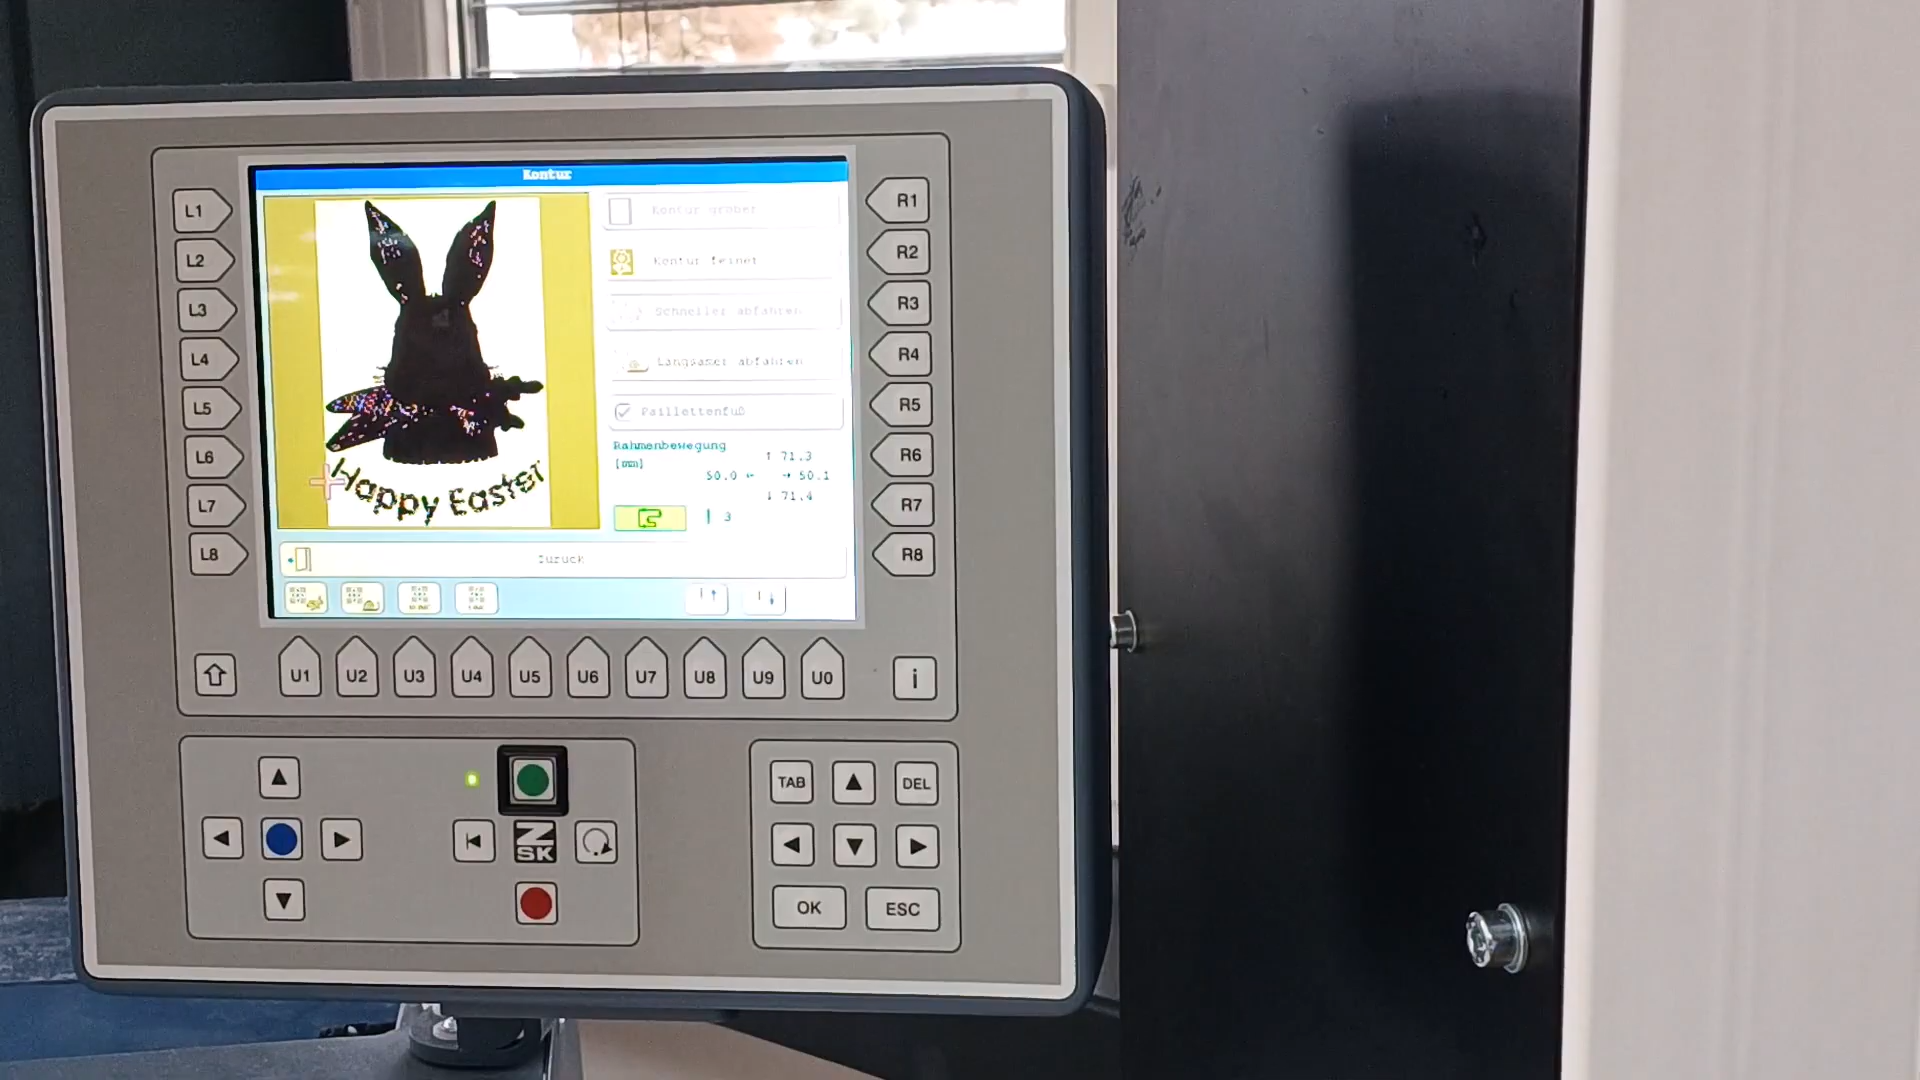 Kontur
Kontur gröber
Kontur feiner
Schneller abfahren
Langsamer abfahren
Paillettenfuß
Rahmenbewegung
[mm]
↑ 71.3
50.0 ← → 50.1
↓ 71.4
3
Happy Easter
Zurück
L1
L2
L3
L4
L5
L6
L7
L8
R1
R2
R3
R4
R5
R6
R7
R8
U1 U2 U3 U4 U5 U6 U7 U8 U9 U0
i
ZSK
TAB
DEL
OK
ESC